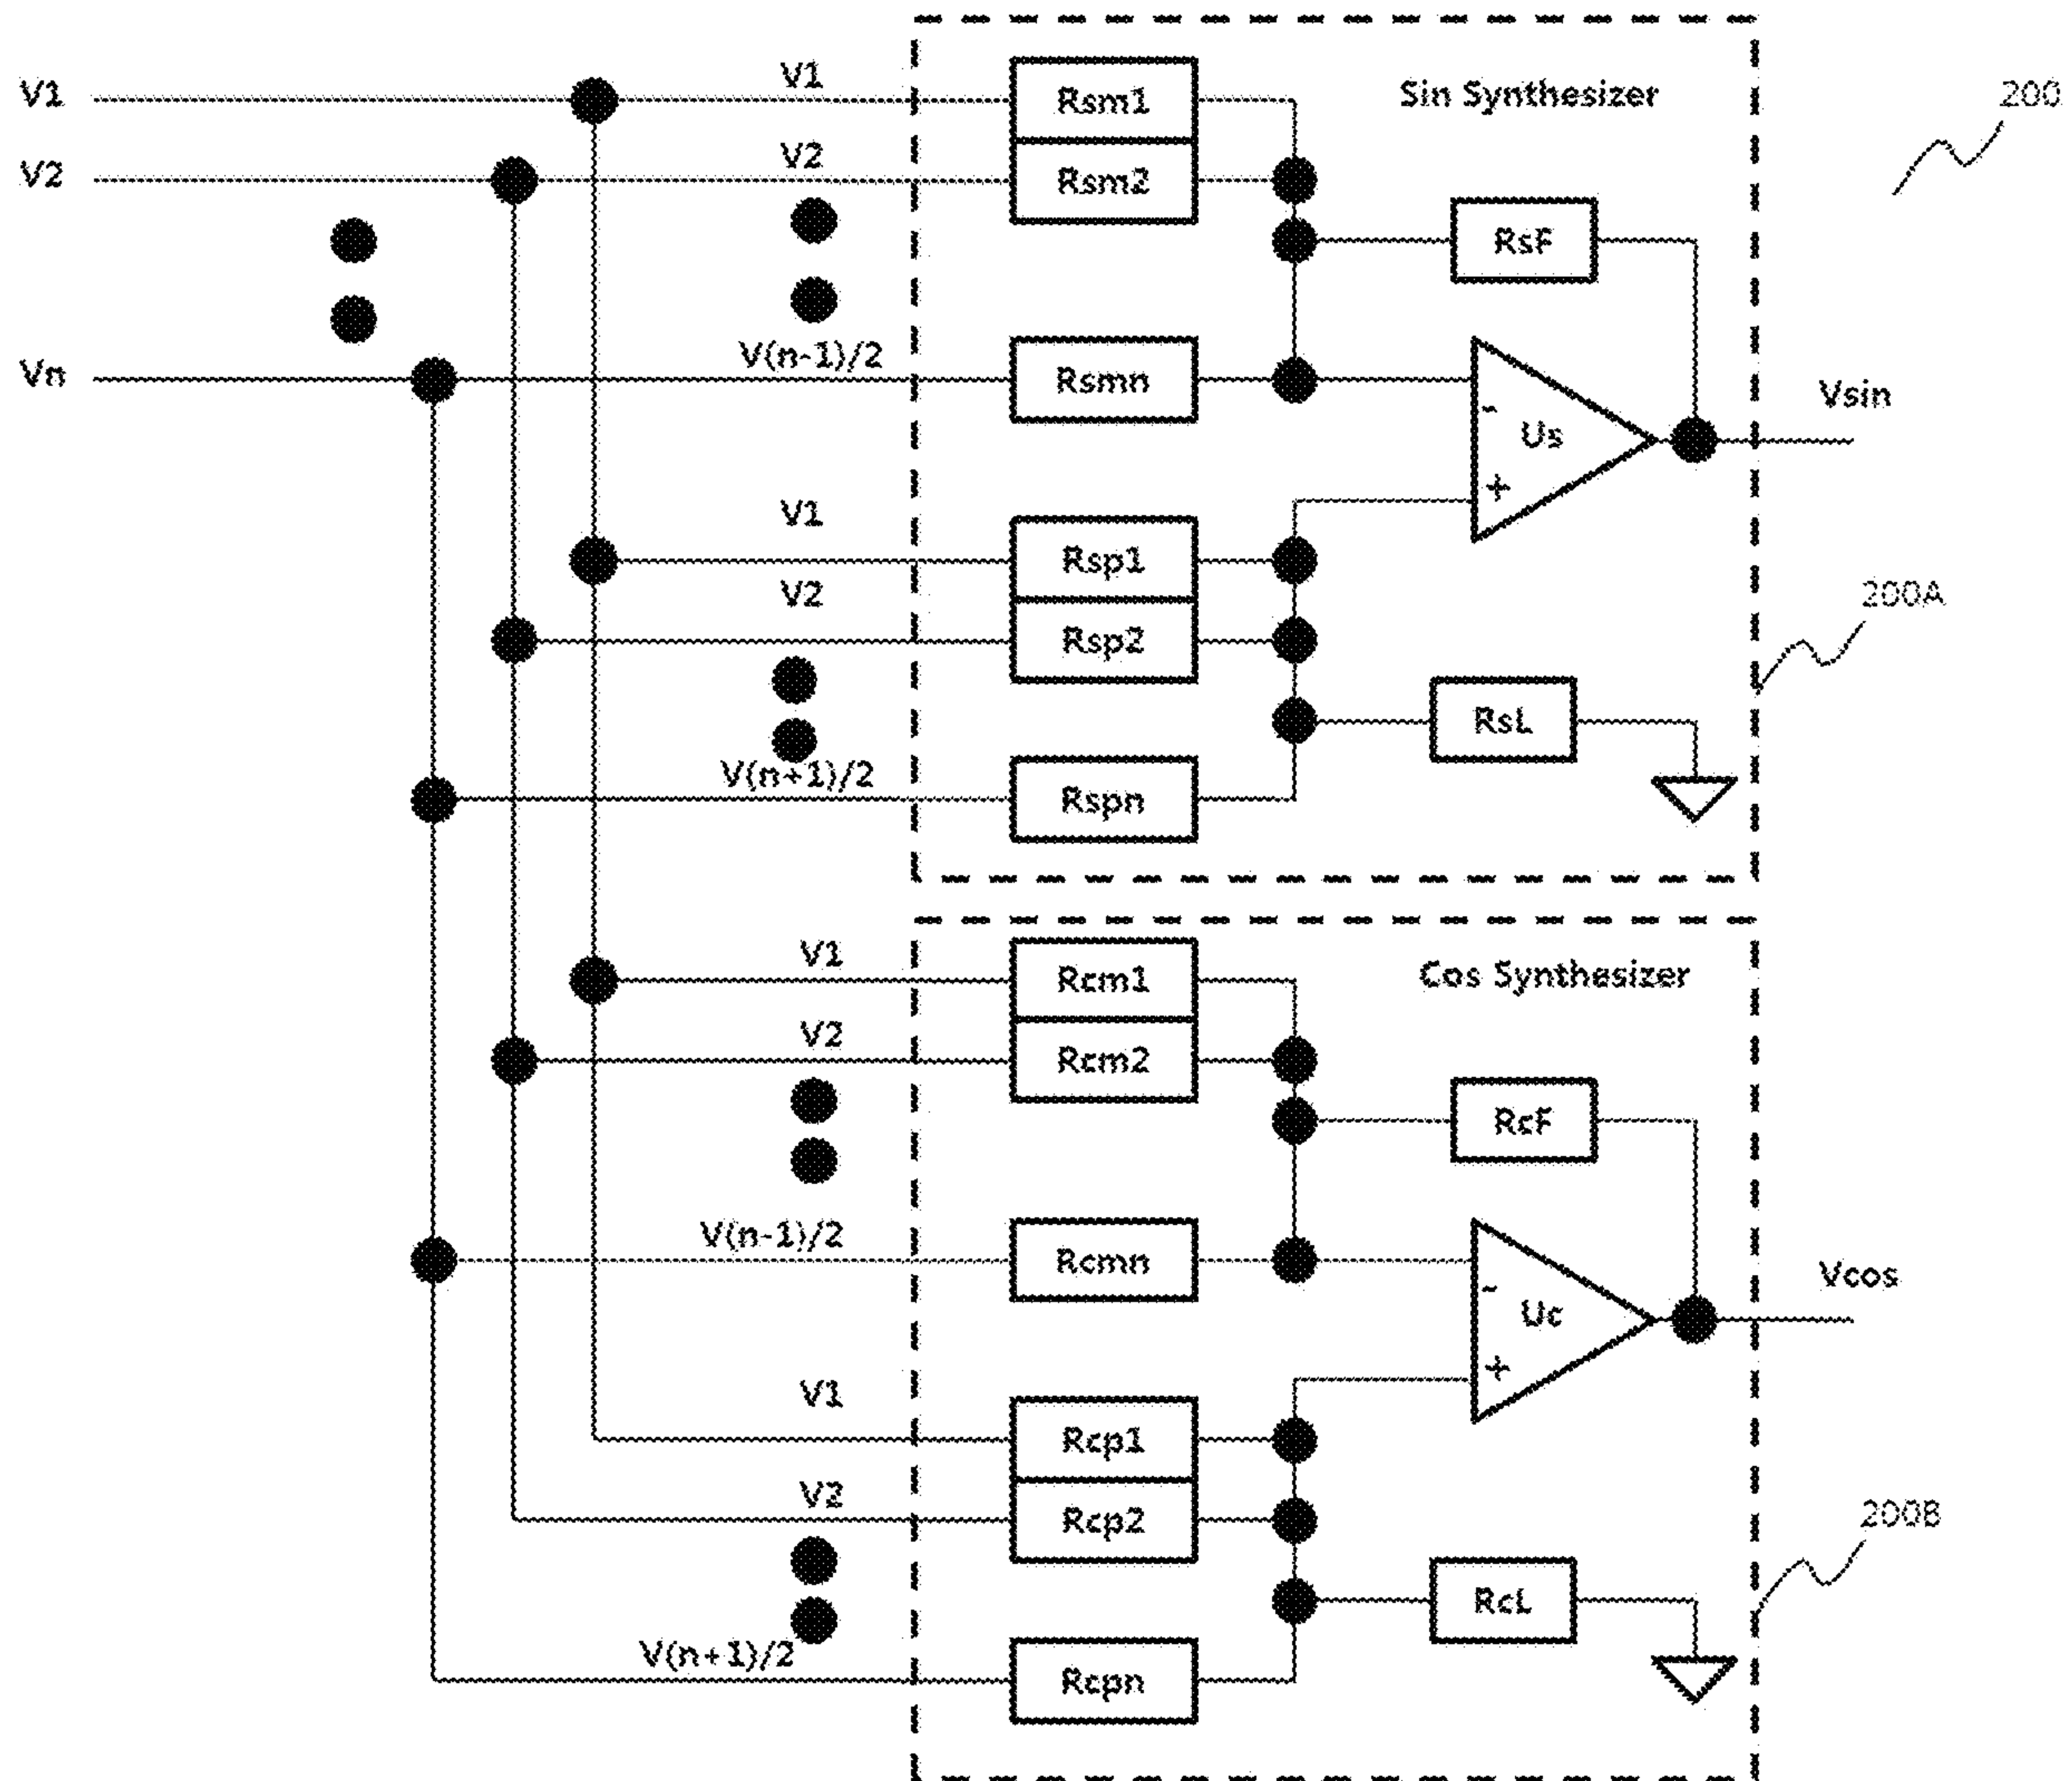 V1
V1
Rsm1
Sin Synthesizer
200
V2
V2
Rsm2
RsF
Vn
V(n-1)/2
Rsmn
-
Us
+
Vsin
V1
Rsp1
V2
Rsp2
200A
RsL
V(n+1)/2
Rspn
V1
Rcm1
Cos Synthesizer
V2
Rcm2
RcF
V(n-1)/2
Rcmn
-
Uc
+
Vcos
V1
Rcp1
V2
Rcp2
200B
RcL
V(n+1)/2
Rcpn